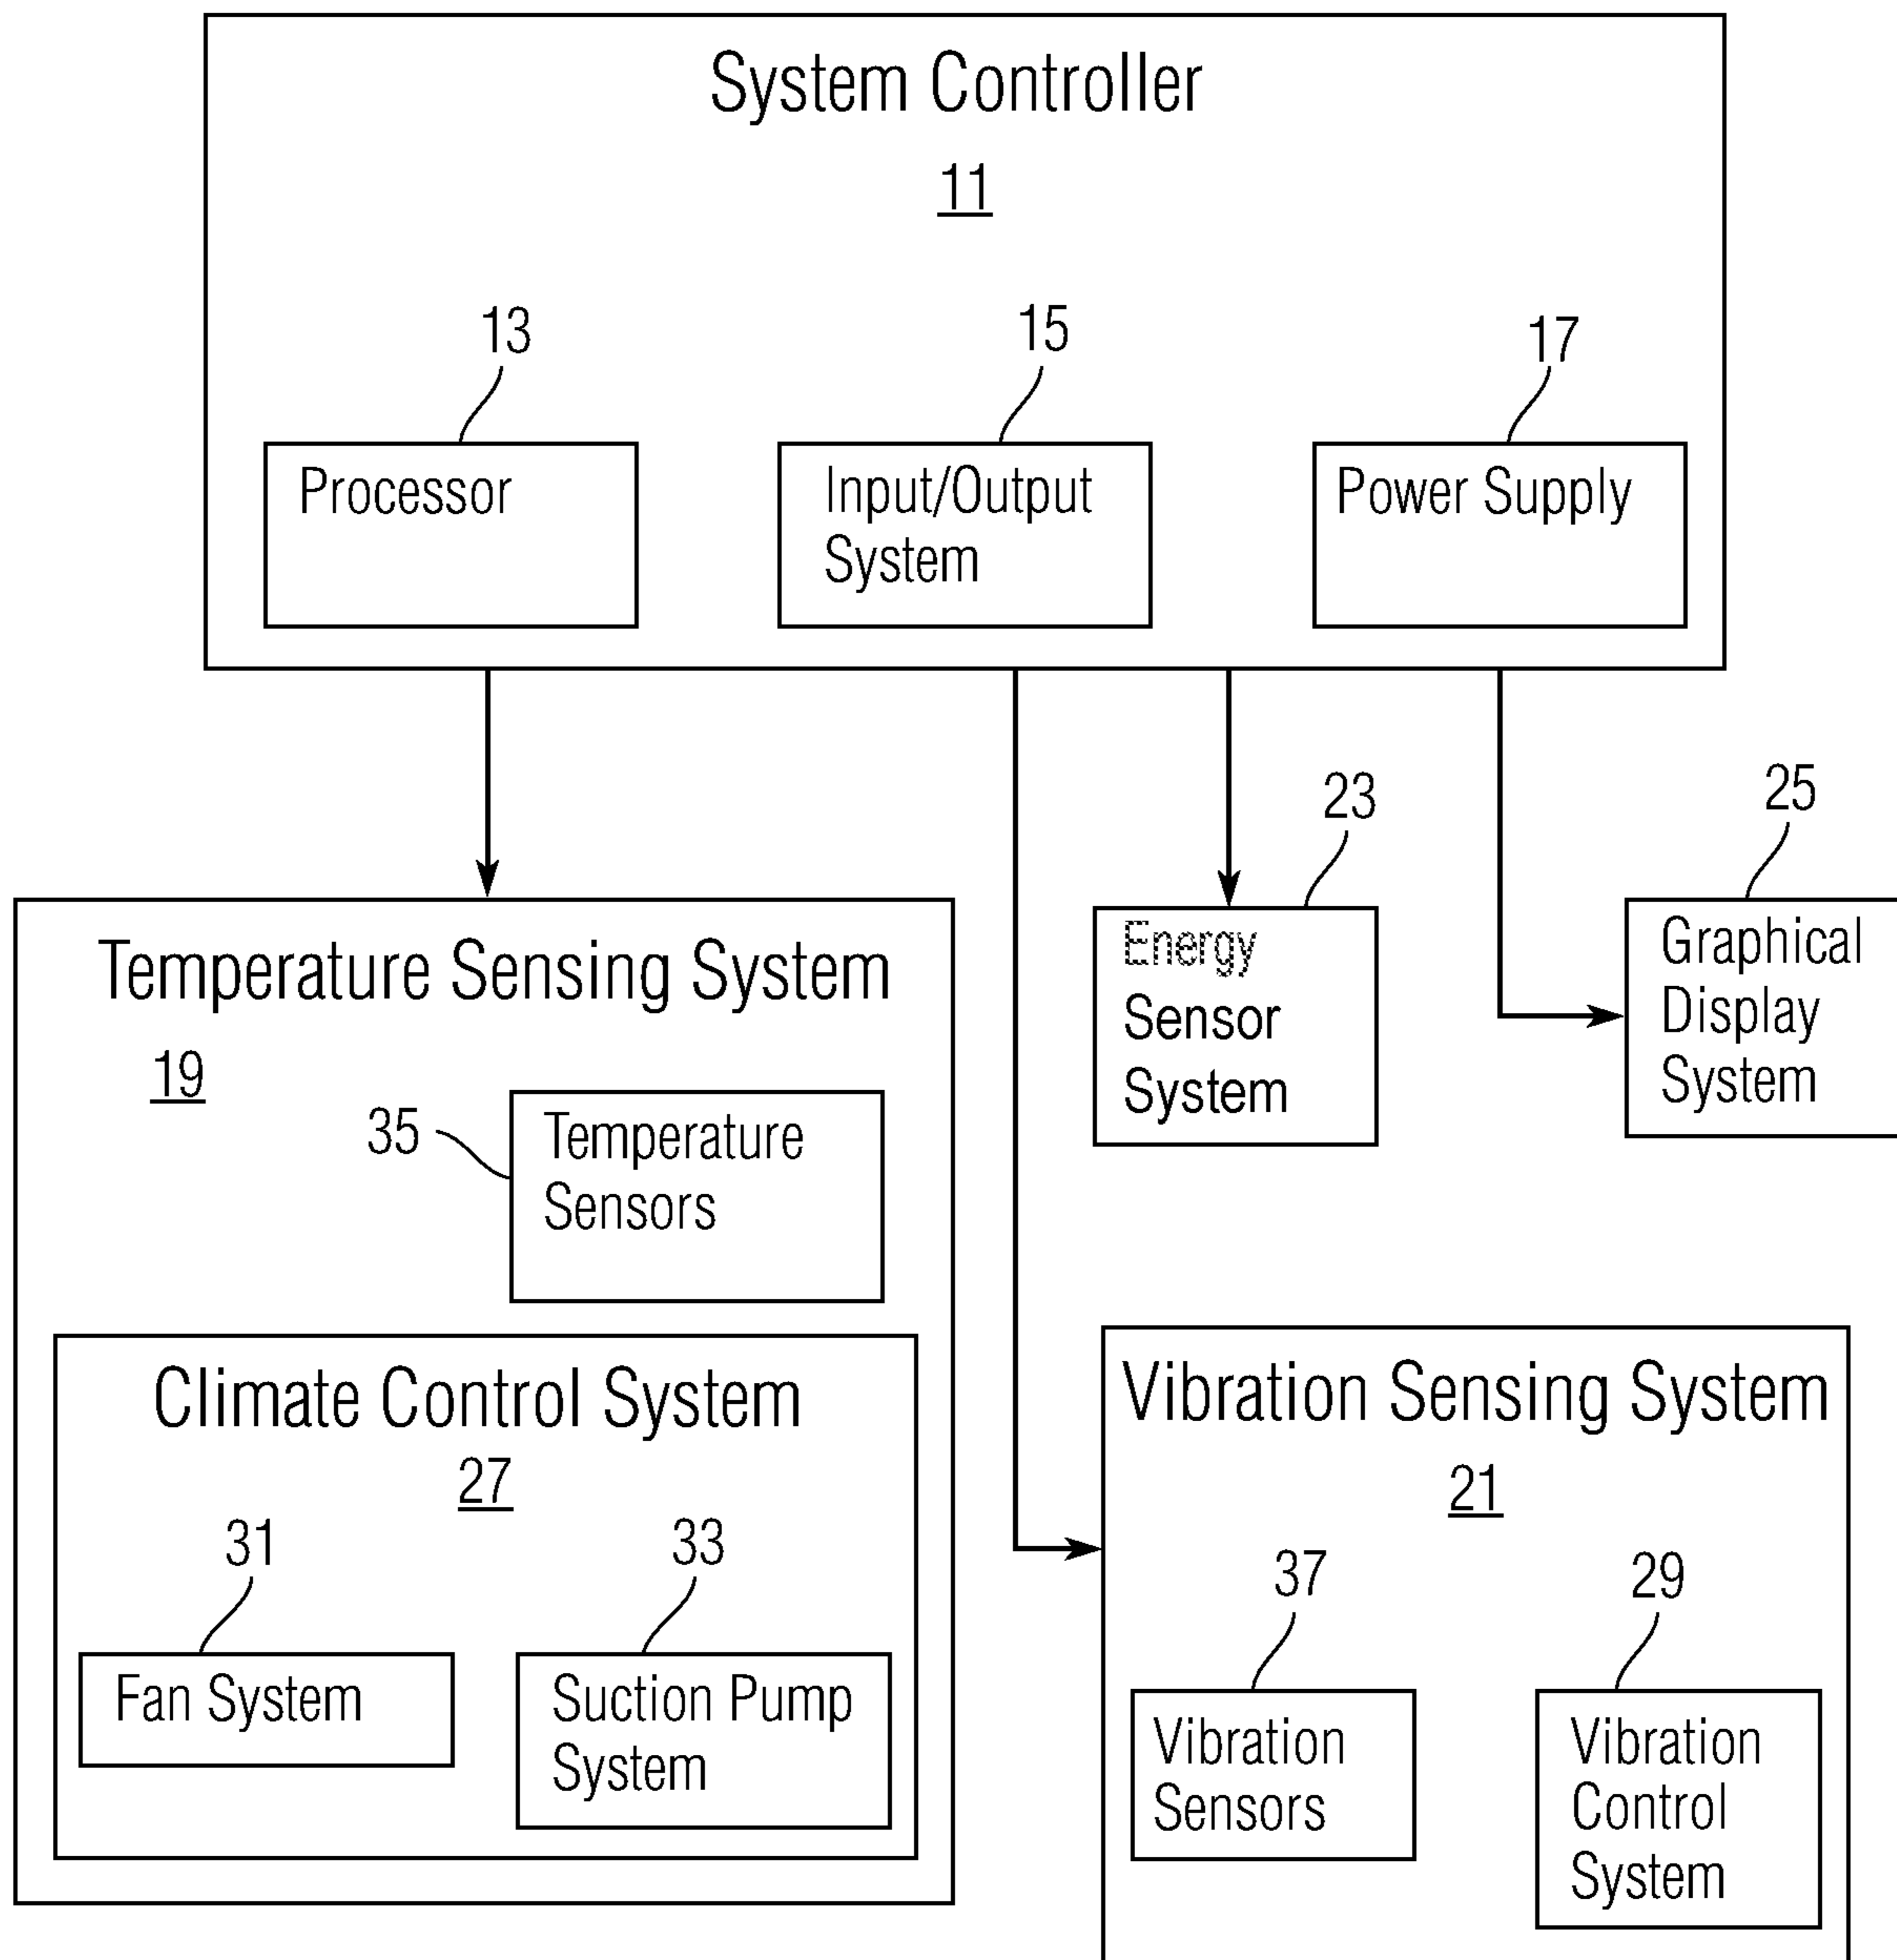 System Controller
11
13
15
17
Processor
Input/Output
System
Power Supply
23
25
Temperature Sensing System
19
35
Temperature
Sensors
Energy
Sensor
System
Graphical
Display
System
Climate Control System
27
31
33
Fan System
Suction Pump
System
Vibration Sensing System
21
37
29
Vibration
Sensors
Vibration
Control
System